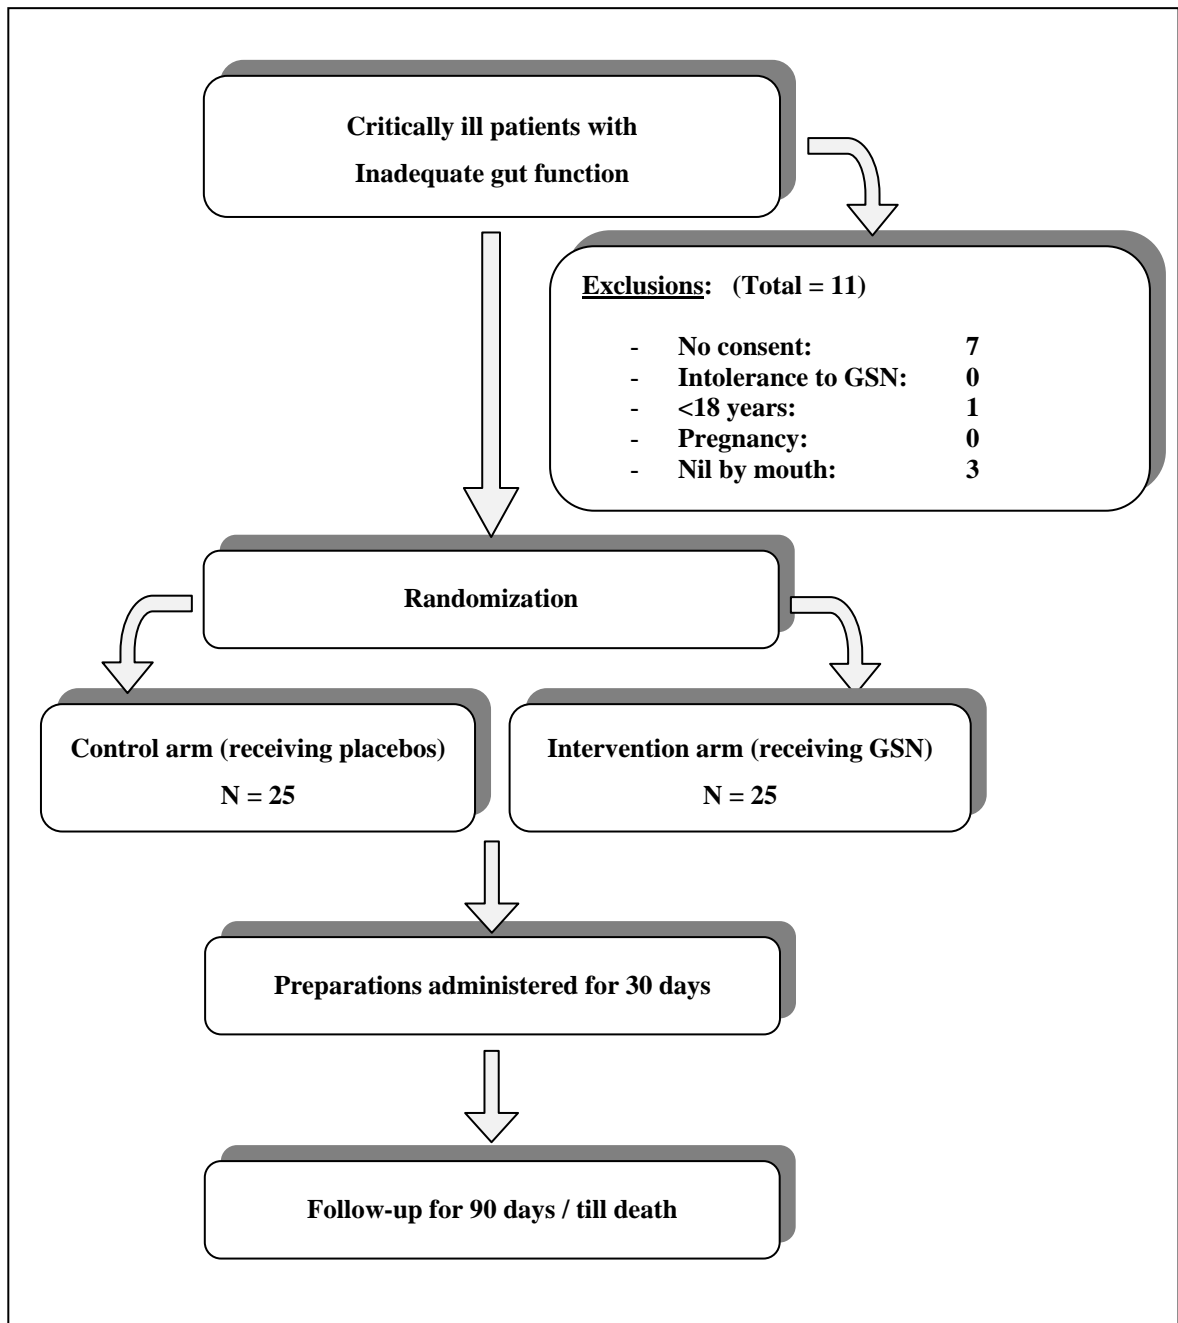 Critically ill patients with
Inadequate gut function
Exclusions: (Total = 11)
- No consent: 7
- Intolerance to GSN: 0
- <18 years: 1
- Pregnancy: 0
- Nil by mouth: 3
Randomization
Control arm (receiving placebos)
N = 25
Intervention arm (receiving GSN)
N = 25
Preparations administered for 30 days
Follow-up for 90 days / till death